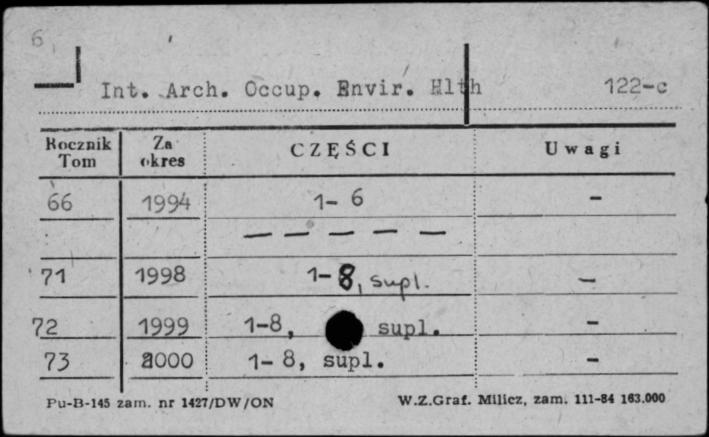 6
Int. Arch. Occup. Envir. Hlth 122-c
Rocznik Tom Za okres CZĘŚCI Uwagi
66 1994 1- 6 -
— — — — —
71 1998 1-8, supl. -
72 1999 1-8, supl. -
73 2000 1- 8, supl. -
Pu-B-145 zam. nr 1427/DW/ON W.Z.Graf. Milicz, zam. 111-84 163.000